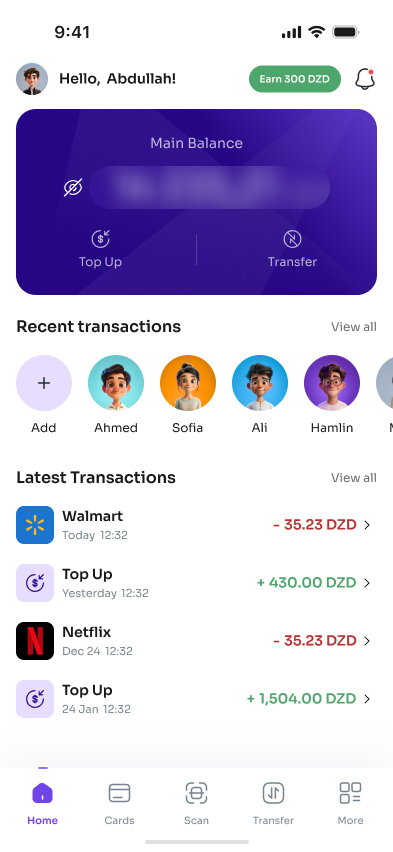 9:41
Hello, Abdullah!
Earn 300 DZD
Main Balance
Top Up
Transfer
Recent transactions
View all
Add
Ahmed
Sofia
Ali
Hamlin
Latest Transactions
View all
Walmart
Today 12:32
- 35.23 DZD
Top Up
Yesterday 12:32
+ 430.00 DZD
Netflix
Dec 24 12:32
- 35.23 DZD
Top Up
24 Jan 12:32
+ 1,504.00 DZD
Home
Cards
Scan
Transfer
More